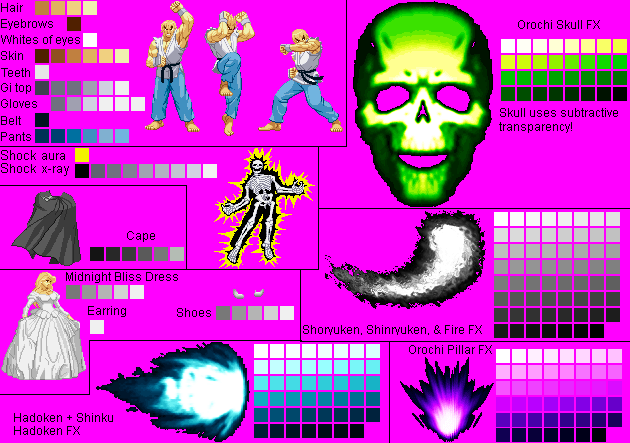 Hair
Eyebrows
Whites of eyes
Skin
Teeth
Gi top
Gloves
Belt
Pants
Shock aura
Shock x-ray
Orochi Skull FX
Skull uses subtractive
transparency!
Cape
Midnight Bliss Dress
Earring
Shoes
Shoryuken, Shinryuken, & Fire FX
Hadoken + Shinku
Hadoken FX
Orochi Pillar FX